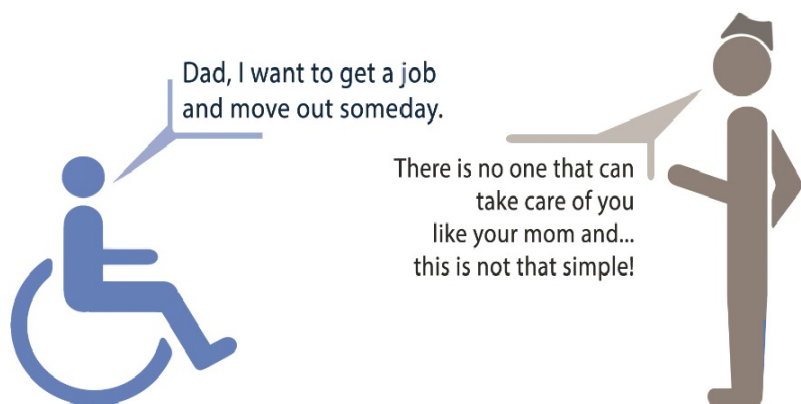 Dad, I want to get a job
and move out someday.
There is no one that can
take care of you
like your mom and...
this is not that simple!